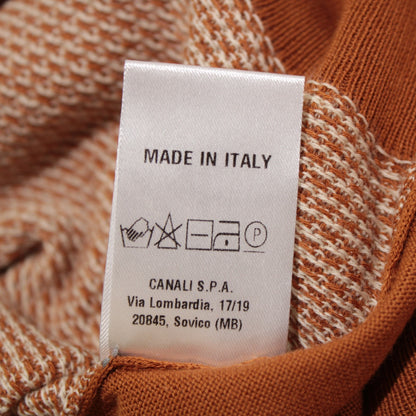 MADE IN ITALY
P
CANALI S.P.A.
Via Lombardia, 17/19
20845, Sovico (MB)